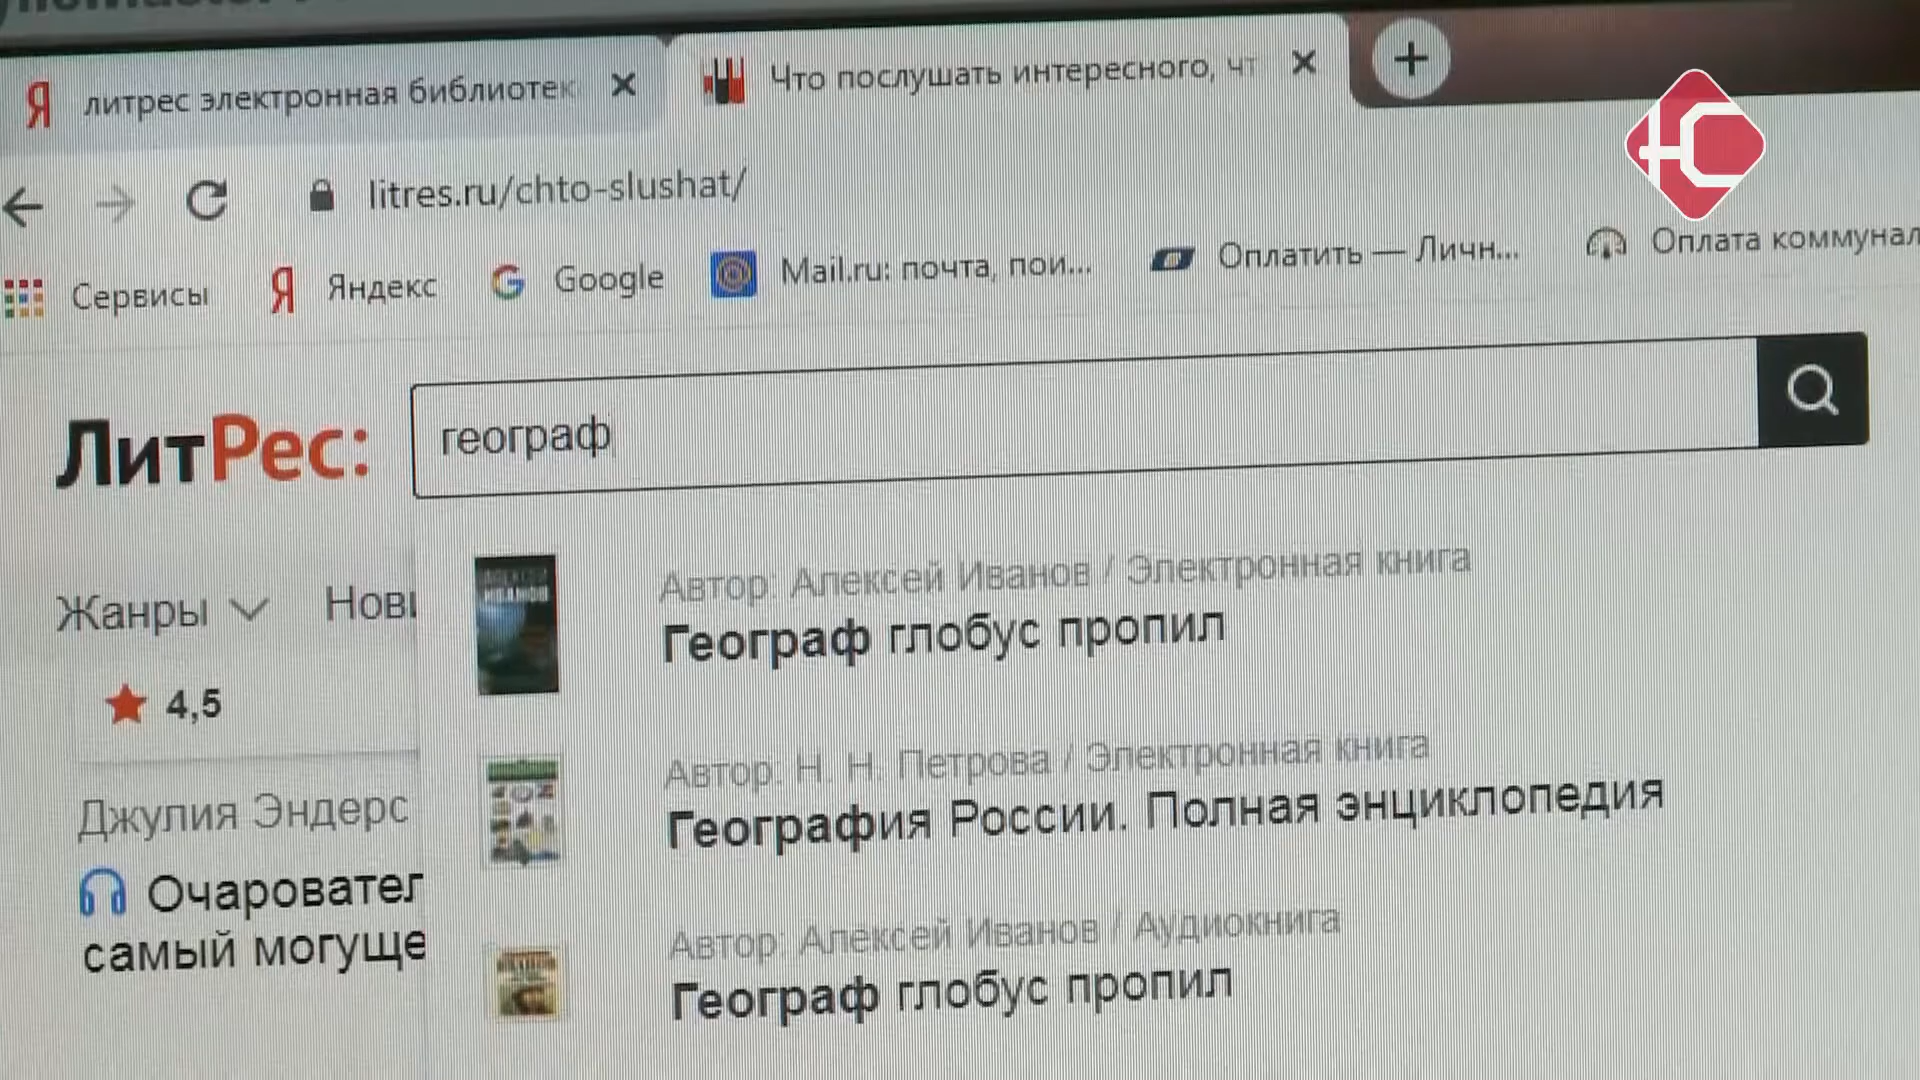 Я литрес электронная библиотек
Что послушать интересного, чт
litres.ru/chto-slushat/
Сервисы
Я Яндекс
G Google
Mail.ru: почта, пои...
Оплатить — Личн...
Оплата коммунал
ЛитРес:
географ
Жанры
Нов
4,5
Джулия Эндерс
Очаровател
самый могуще
Автор: Алексей Иванов / Электронная книга
Географ глобус пропил
Автор: Н. Н. Петрова / Электронная книга
География России. Полная энциклопедия
Автор: Алексей Иванов / Аудиокнига
Географ глобус пропил
Ю